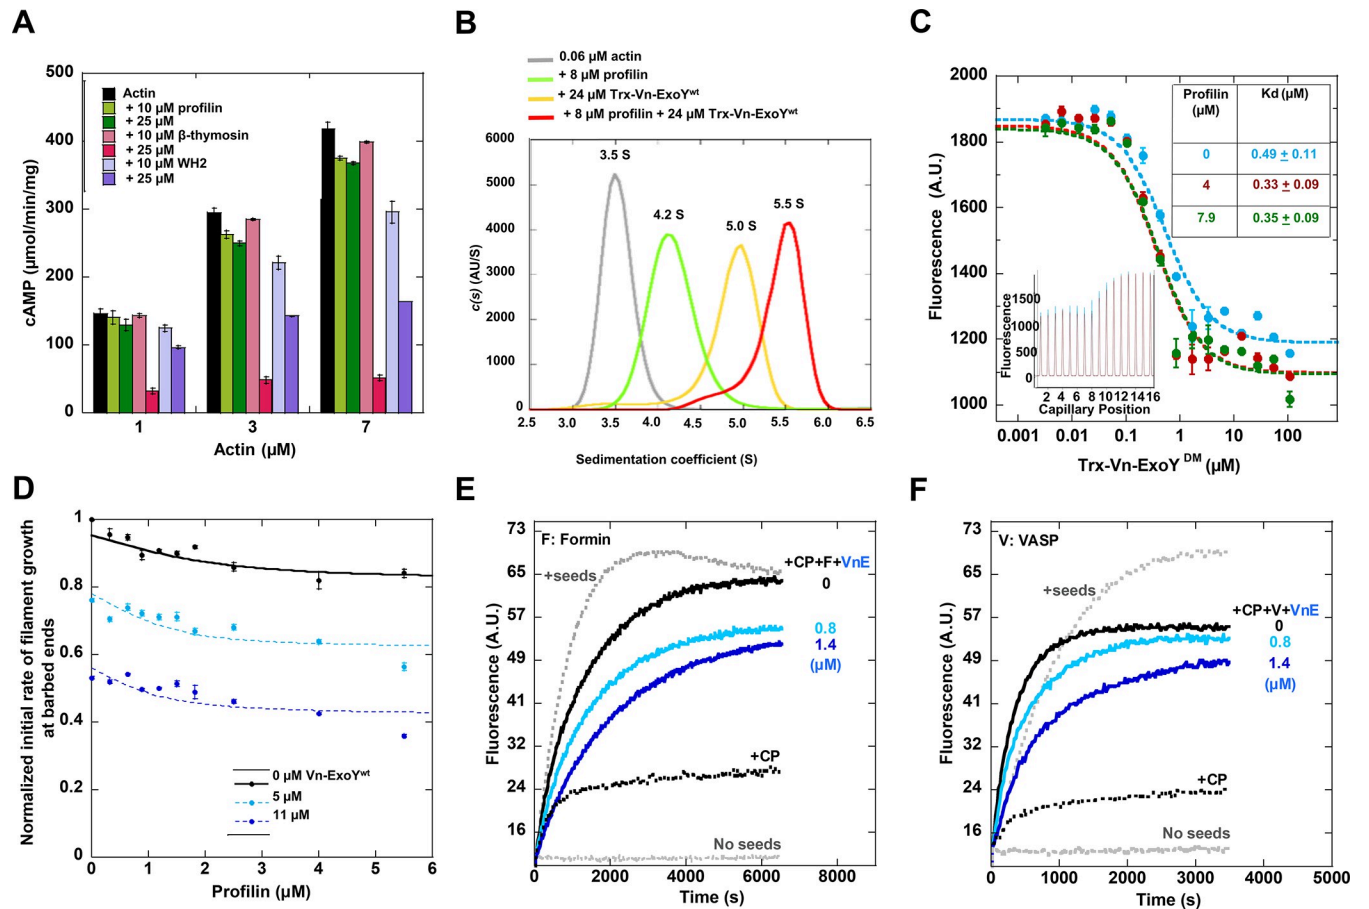 A
cAMP (µmol/min/mg)
500
400
300
200
100
0
Actin
+ 10 µM profilin
+ 25 µM
+ 10 µM β-thymosin
+ 25 µM
+ 10 µM WH2
+ 25 µM
1
3
7
Actin (µM)
B
0.06 µM actin
+ 8 µM profilin
+ 24 µM Trx-Vn-ExoYwt
+ 8 µM profilin + 24 µM Trx-Vn-ExoYwt
c(s) (AU/S)
6000
5000
4000
3000
2000
1000
0
3.5 S
4.2 S
5.0 S
5.5 S
2.5 3.0 3.5 4.0 4.5 5.0 5.5 6.0 6.5
Sedimentation coefficient (S)
C
Fluorescence (A.U.)
2000
1800
1600
1400
1200
1000
Profilin (µM) Kd (µM)
0 0.49 ± 0.11
4 0.33 ± 0.09
7.9 0.35 ± 0.09
Fluorescence
1500
1000
500
0
2 4 6 8 10 12 14 16
Capillary Position
0.001 0.01 0.1 1 10 100
Trx-Vn-ExoY DM (µM)
D
Normalized initial rate of filament growth
at barbed ends
1
0.8
0.6
0.4
0.2
0
0 µM Vn-ExoYwt
5 µM
11 µM
0 1 2 3 4 5 6
Profilin (µM)
E
Fluorescence (A.U.)
73
65
57
49
41
32
24
16
F: Formin
+seeds
+CP+F+VnE
0
0.8
1.4
(µM)
+CP
No seeds
0 2000 4000 6000 8000
Time (s)
F
Fluorescence (A.U.)
73
65
57
49
41
32
24
16
V: VASP
+seeds
+CP+V+VnE
0
0.8
1.4
(µM)
+CP
No seeds
0 1000 2000 3000 4000 5000
Time (s)